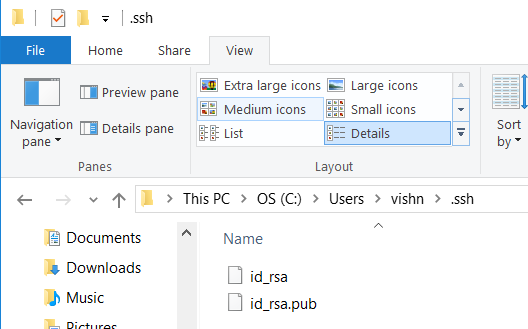 .ssh
File Home Share View
Extra large icons Large icons
Preview pane
Medium icons Small icons
Navigation pane
Details pane
List Details
Sort by
Panes Layout
This PC > OS (C:) > Users > vishn > .ssh
Documents
Name
Downloads
id_rsa
Music
id_rsa.pub
Pictures